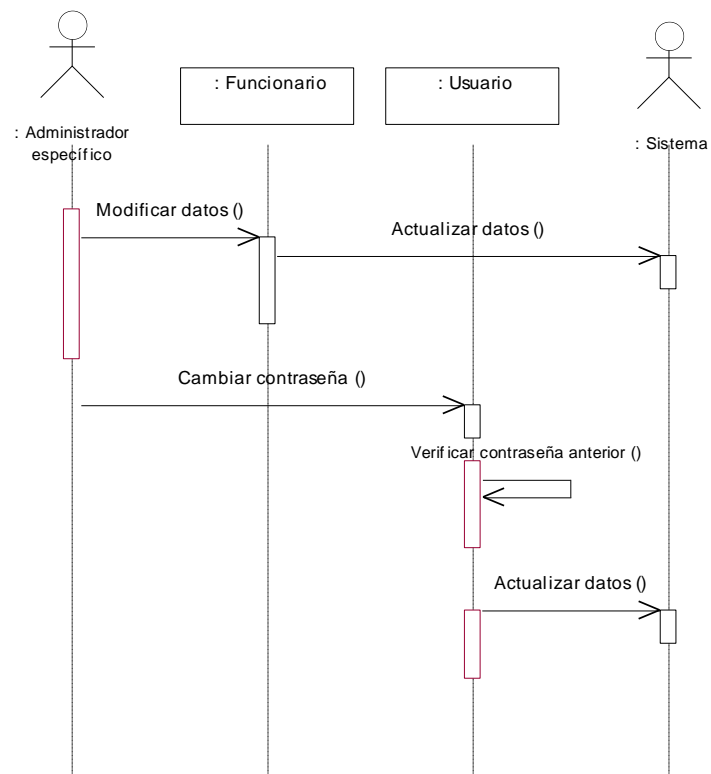 : Funcionario
: Usuario
: Administrador
específico
: Sistema
Modificar datos ()
Actualizar datos ()
Cambiar contraseña ()
Verificar contraseña anterior ()
Actualizar datos ()